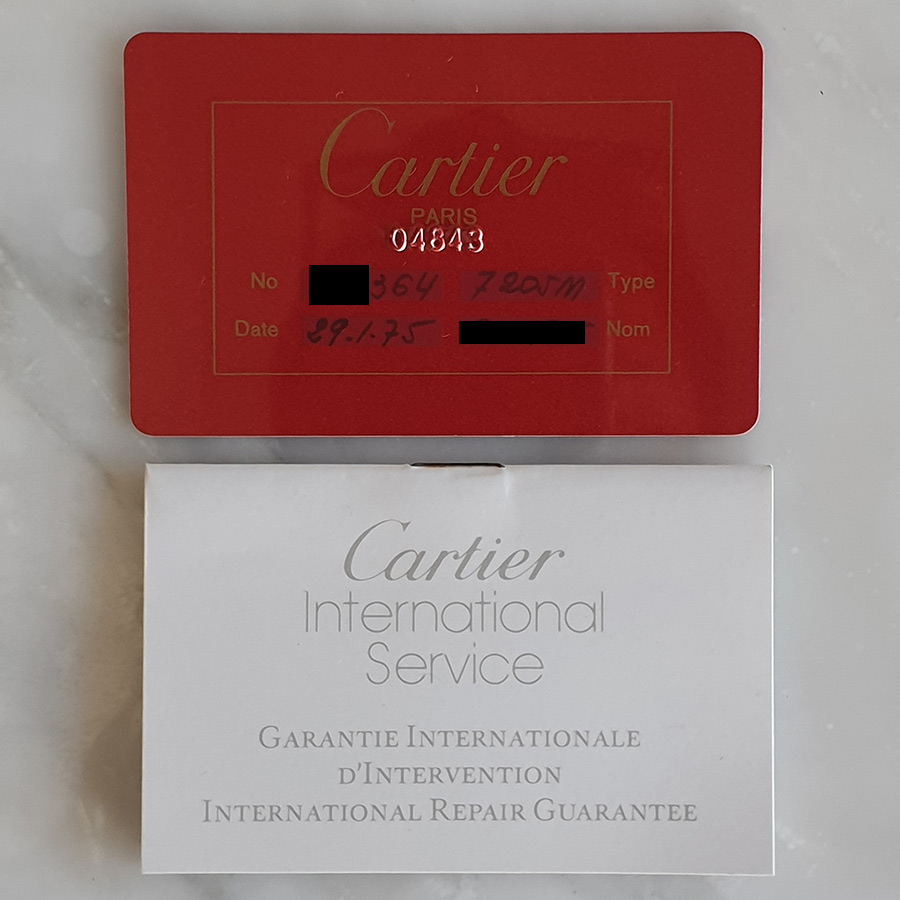 Cartier
PARIS
04843
No 364 7205M Type
Date 29.1.75 Nom
Cartier
International
Service
GARANTIE INTERNATIONALE
D'INTERVENTION
INTERNATIONAL REPAIR GUARANTEE